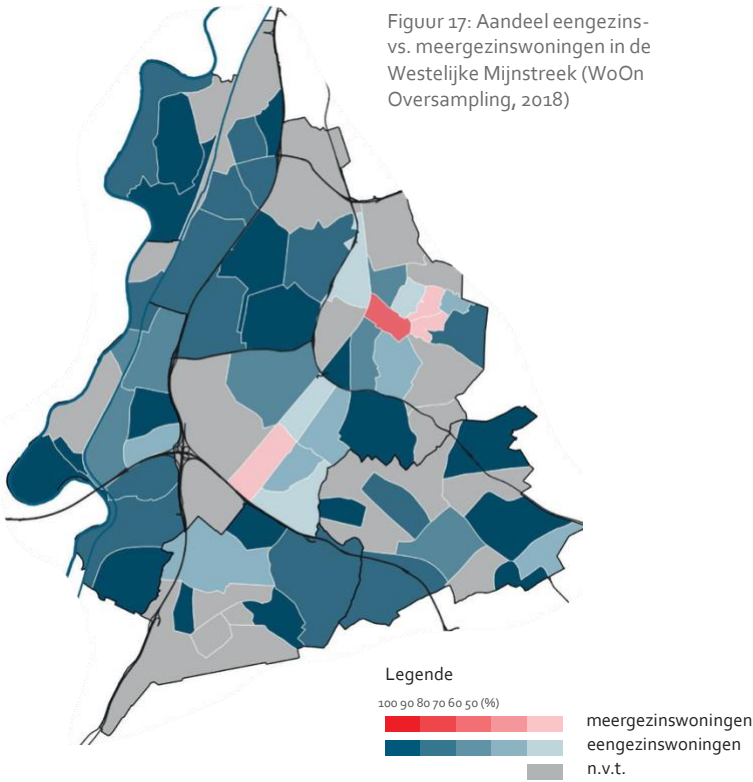 Figuur 17: Aandeel eengezins-
vs. meergezinswoningen in de
Westelijke Mijnstreek (WoOn
Oversampling, 2018)
Legende
100 90 80 70 60 50 (%)
meergezinswoningen
eengezinswoningen
n.v.t.